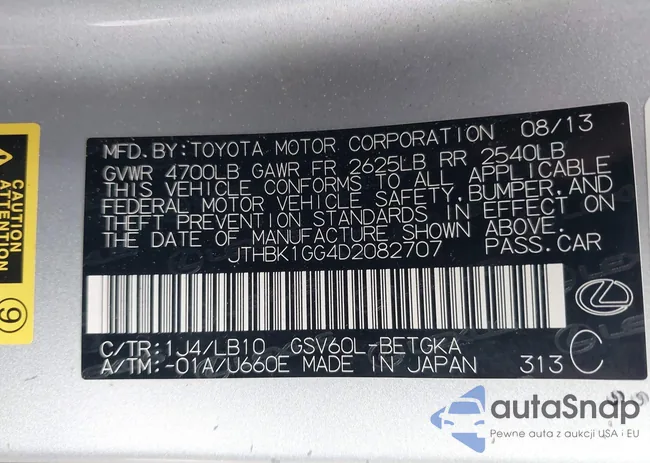 MFD.BY:TOYOTA MOTOR CORPORATION 08/13
GVWR 4700LB GAWR FR 2625LB RR 2540LB
THIS VEHICLE CONFORMS TO ALL APPLICABLE
FEDERAL MOTOR VEHICLE SAFETY,BUMPER,AND
THEFT PREVENTION STANDARDS IN EFFECT ON
THE DATE OF MANUFACTURE SHOWN ABOVE.
JTHBK1GG4D2082707 PASS.CAR
C/TR:1J4/LB10 GSV60L-BETGKA
A/TM:-01A/U660E MADE IN JAPAN 313 C
CAUTION
ATTENTION
9
autoSnap
Pewne auta z aukcji USA i EU